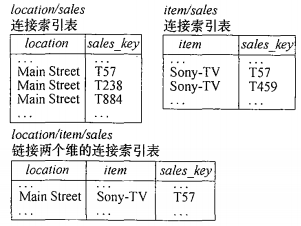 location/sales
连接索引表
location sales_key
... ...
Main Street T57
Main Street T238
Main Street T884
... ...
item/sales
连接索引表
item sales_key
... ...
Sony-TV T57
Sony-TV T459
... ...
location/item/sales
链接两个维的连接索引表
location item sales_key
... ... ...
Main Street Sony-TV T57
... ... ...